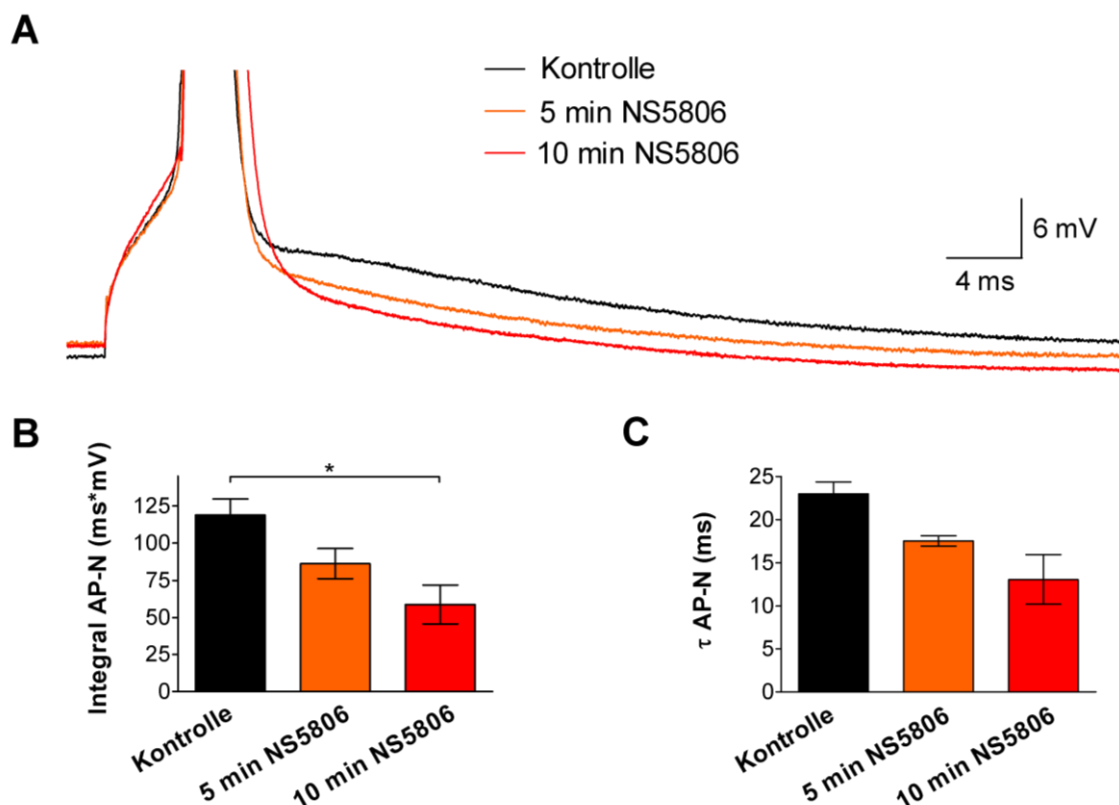 A
Kontrolle
5 min NS5806
10 min NS5806
6 mV
4 ms
B
Integral AP-N (ms*mV)
125
100
75
50
25
0
*
Kontrolle
5 min NS5806
10 min NS5806
C
τ AP-N (ms)
25
20
15
10
5
0
Kontrolle
5 min NS5806
10 min NS5806